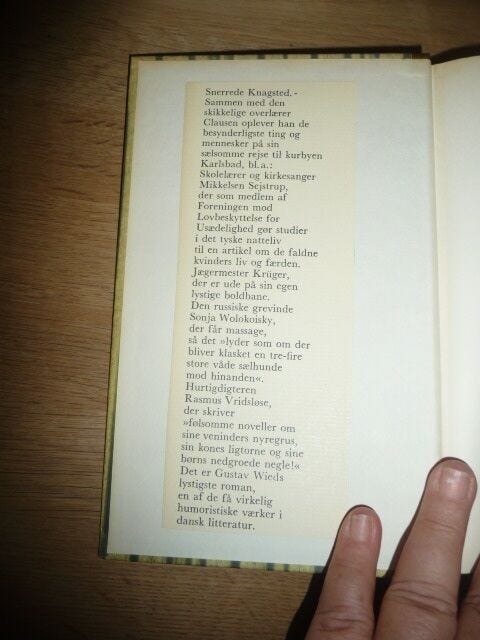 Snerrede Knagsted. -
Sammen med den
skikkelige overlærer
Clausen oplever han de
besynderligste ting og
mennesker på sin
sælsomme rejse til kurbyen
Karlsbad, bl.a.:
Skolelærer og kirkesanger
Mikkelsen Sejstrup,
der som medlem af
Foreningen mod
Lovbeskyttelse for
Usædelighed gør studier
i det tyske natteliv
til en artikel om de faldne
kvinders liv og færden.
Jægermester Krüger,
der er ude på sin egen
lystige boldbane.
Den russiske grevinde
Sonja Wolokoisky,
der får massage,
så det »lyder som om der
bliver klasket en tre-fire
store våde sælhunde
mod hinanden«.
Hurtigdigteren
Rasmus Vridsløse,
der skriver
»følsomme noveller om
sine veninders nyregrus,
sin kones ligtorne og sine
børns nedgroede negle!«
Det er Gustav Wieds
lystigste roman,
en af de få virkelig
humoristiske værker i
dansk litteratur.